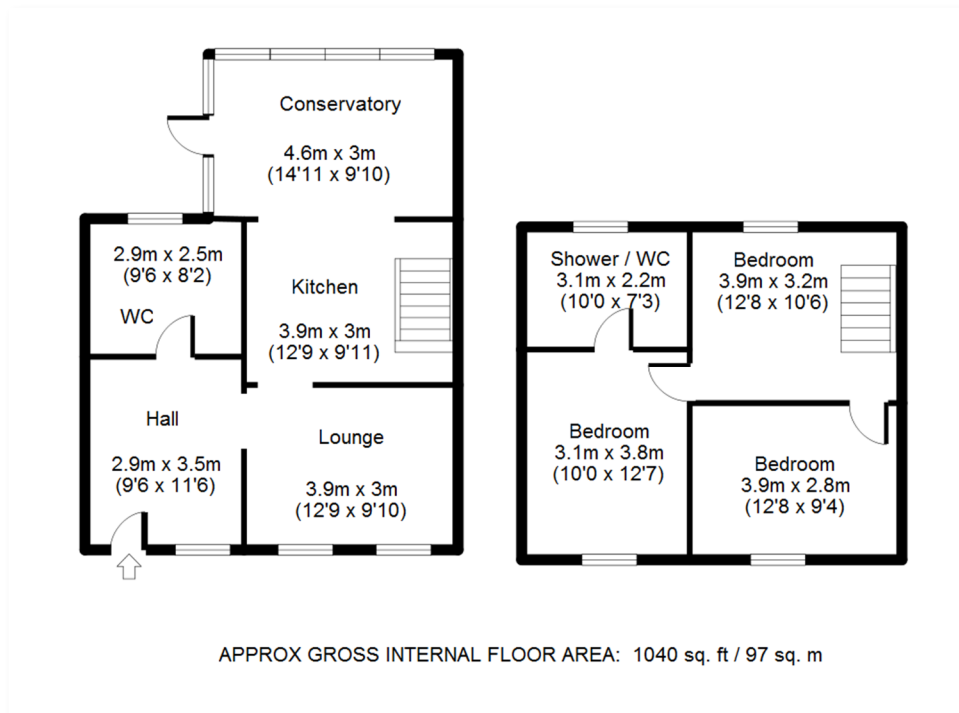 Conservatory
4.6m x 3m
(14'11 x 9'10)
2.9m x 2.5m
(9'6 x 8'2)
WC
Kitchen
3.9m x 3m
(12'9 x 9'11)
Hall
2.9m x 3.5m
(9'6 x 11'6)
Lounge
3.9m x 3m
(12'9 x 9'10)
Shower / WC
3.1m x 2.2m
(10'0 x 7'3)
Bedroom
3.9m x 3.2m
(12'8 x 10'6)
Bedroom
3.1m x 3.8m
(10'0 x 12'7)
Bedroom
3.9m x 2.8m
(12'8 x 9'4)
APPROX GROSS INTERNAL FLOOR AREA: 1040 sq. ft / 97 sq. m